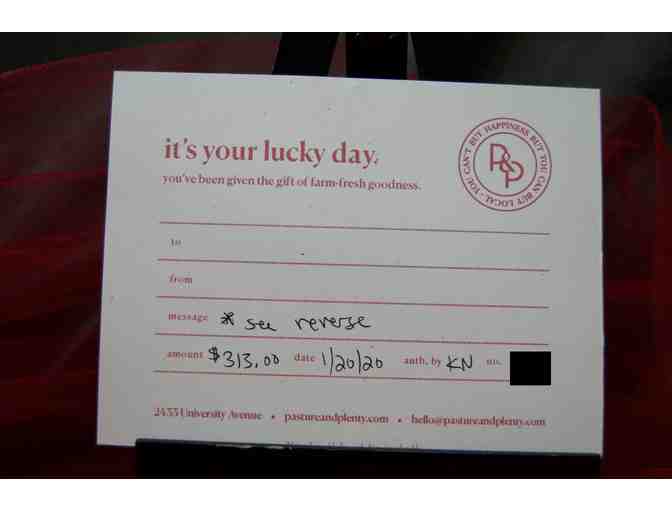 it's your lucky day.
you've been given the gift of farm-fresh goodness.
YOU CAN'T BUY HAPPINESS BUT YOU CAN BUY LOCAL -
P&P
to
from
message * see reverse
amount $313.00 date 1/20/20 auth. by KN no.
2433 University Avenue • pastureandplenty.com • hello@pastureandplenty.com